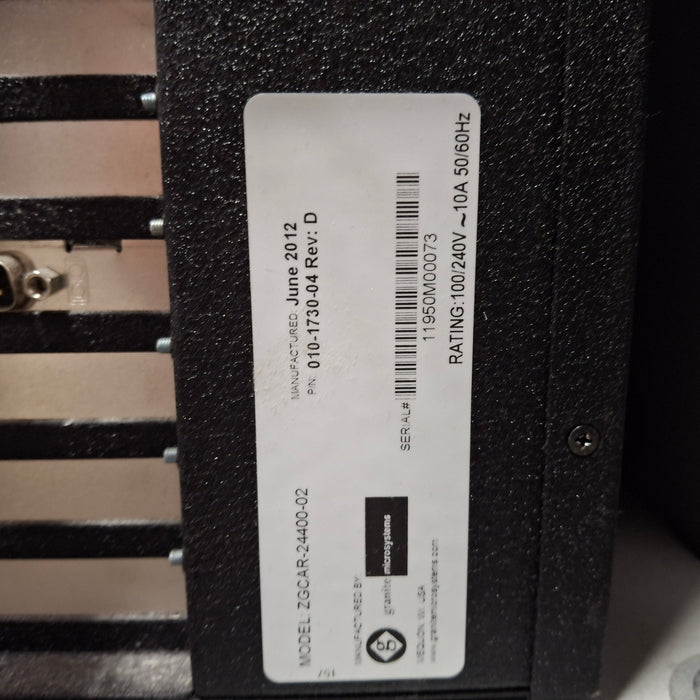 MODEL: ZGCAR-24400-02
MANUFACTURED: June 2012
P/N: 010-1730-04 Rev: D
MANUFACTURED BY:
g
granite microsystems
MEQUON, WI, USA
www.granitemicrosystems.com
SERIAL#
11950M00073
RATING:100/240V ~10A 50/60Hz